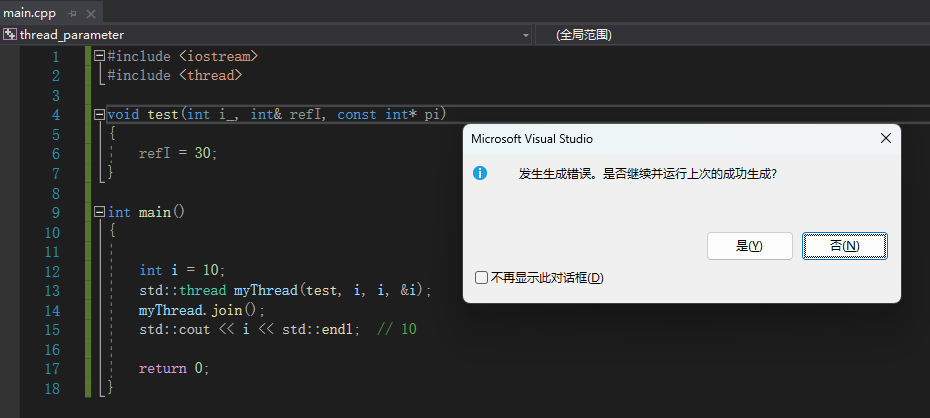 main.cpp
thread_parameter
(全局范围)
1 #include <iostream>
2 #include <thread>
3
4 void test(int i_, int& refI, const int* pi)
5 {
6 refI = 30;
7 }
8
9 int main()
10 {
11
12 int i = 10;
13 std::thread myThread(test, i, i, &i);
14 myThread.join();
15 std::cout << i << std::endl; // 10
16
17 return 0;
18 }
Microsoft Visual Studio
发生生成错误。是否继续并运行上次的成功生成?
是(Y)
否(N)
不再显示此对话框(D)